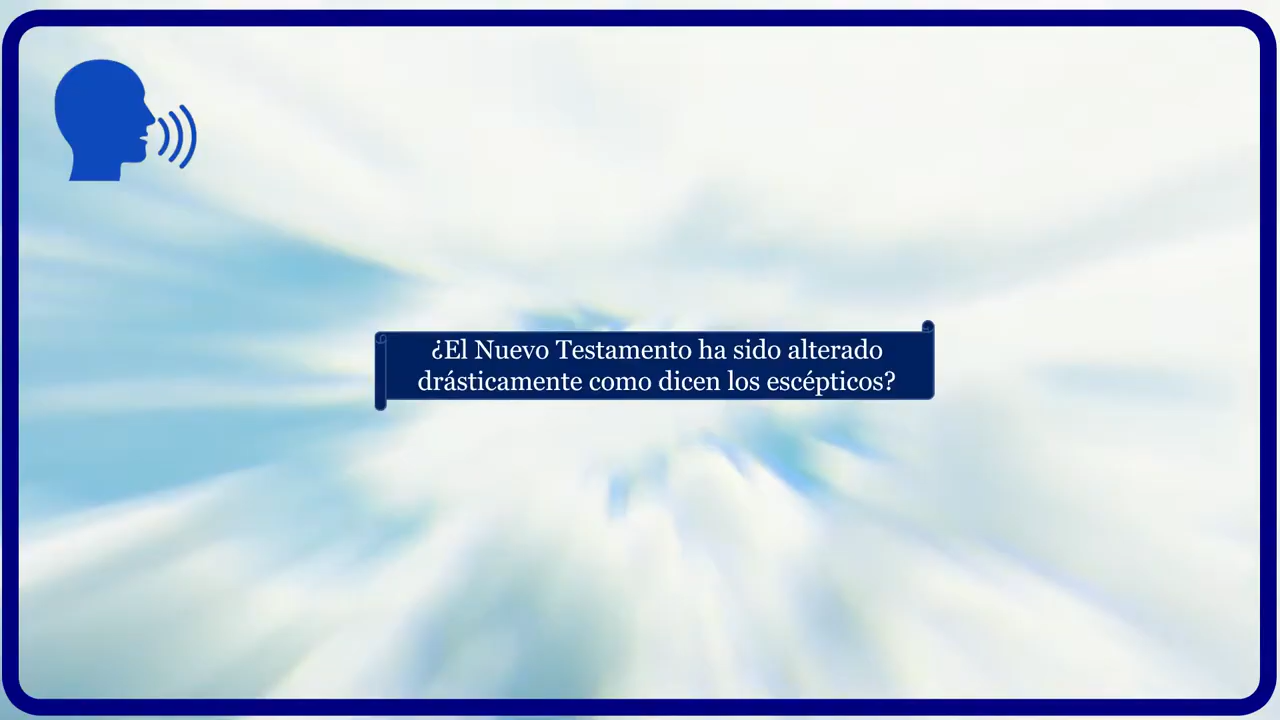 ¿El Nuevo Testamento ha sido alterado
drásticamente como dicen los escépticos?